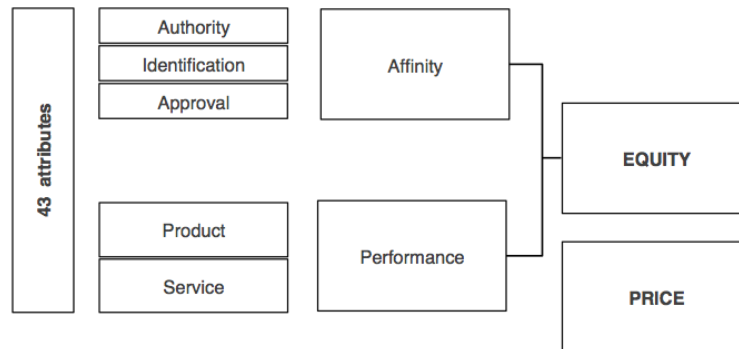 43 attributes
Authority
Identification
Approval
Product
Service
Affinity
Performance
EQUITY
PRICE